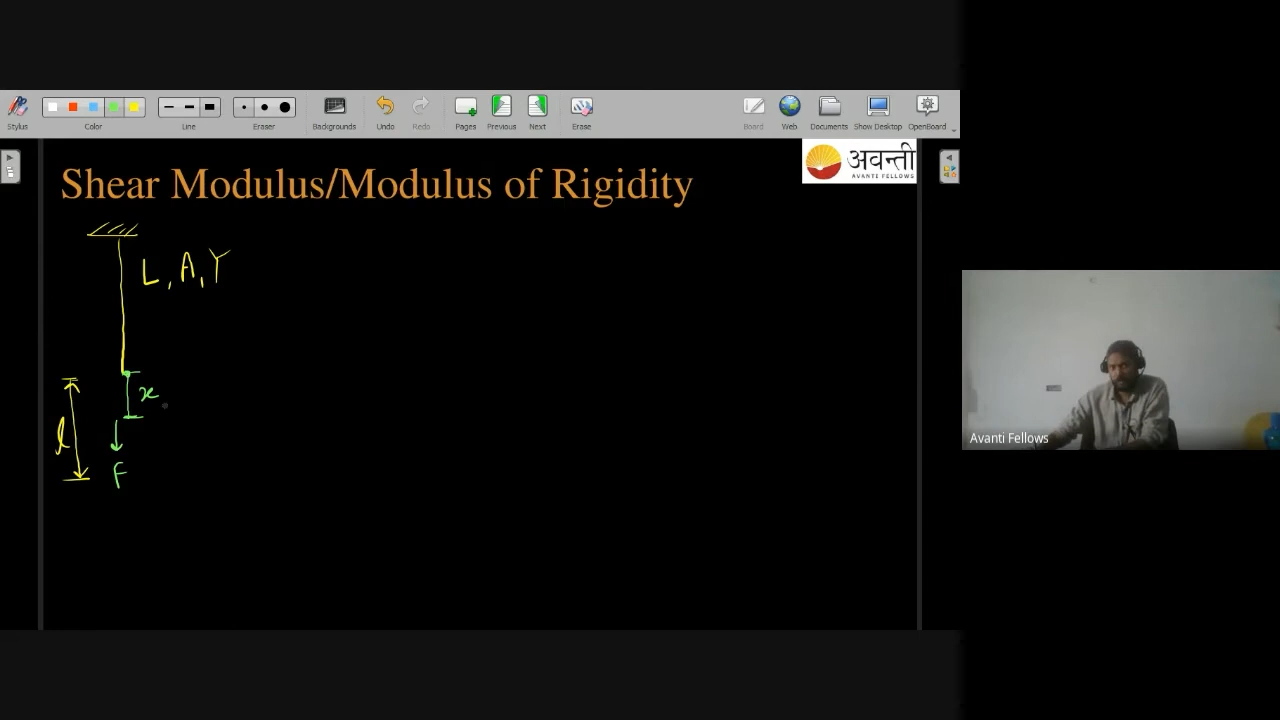 Stylus
Color
Line
Eraser
Backgrounds
Undo
Redo
Pages
Previous
Next
Erase
Board
Web
Documents
Show Desktop
OpenBoard
अवन्ती
AVANTI FELLOWS
Shear Modulus/Modulus of Rigidity
L, A, Y
x
l
F
Avanti Fellows